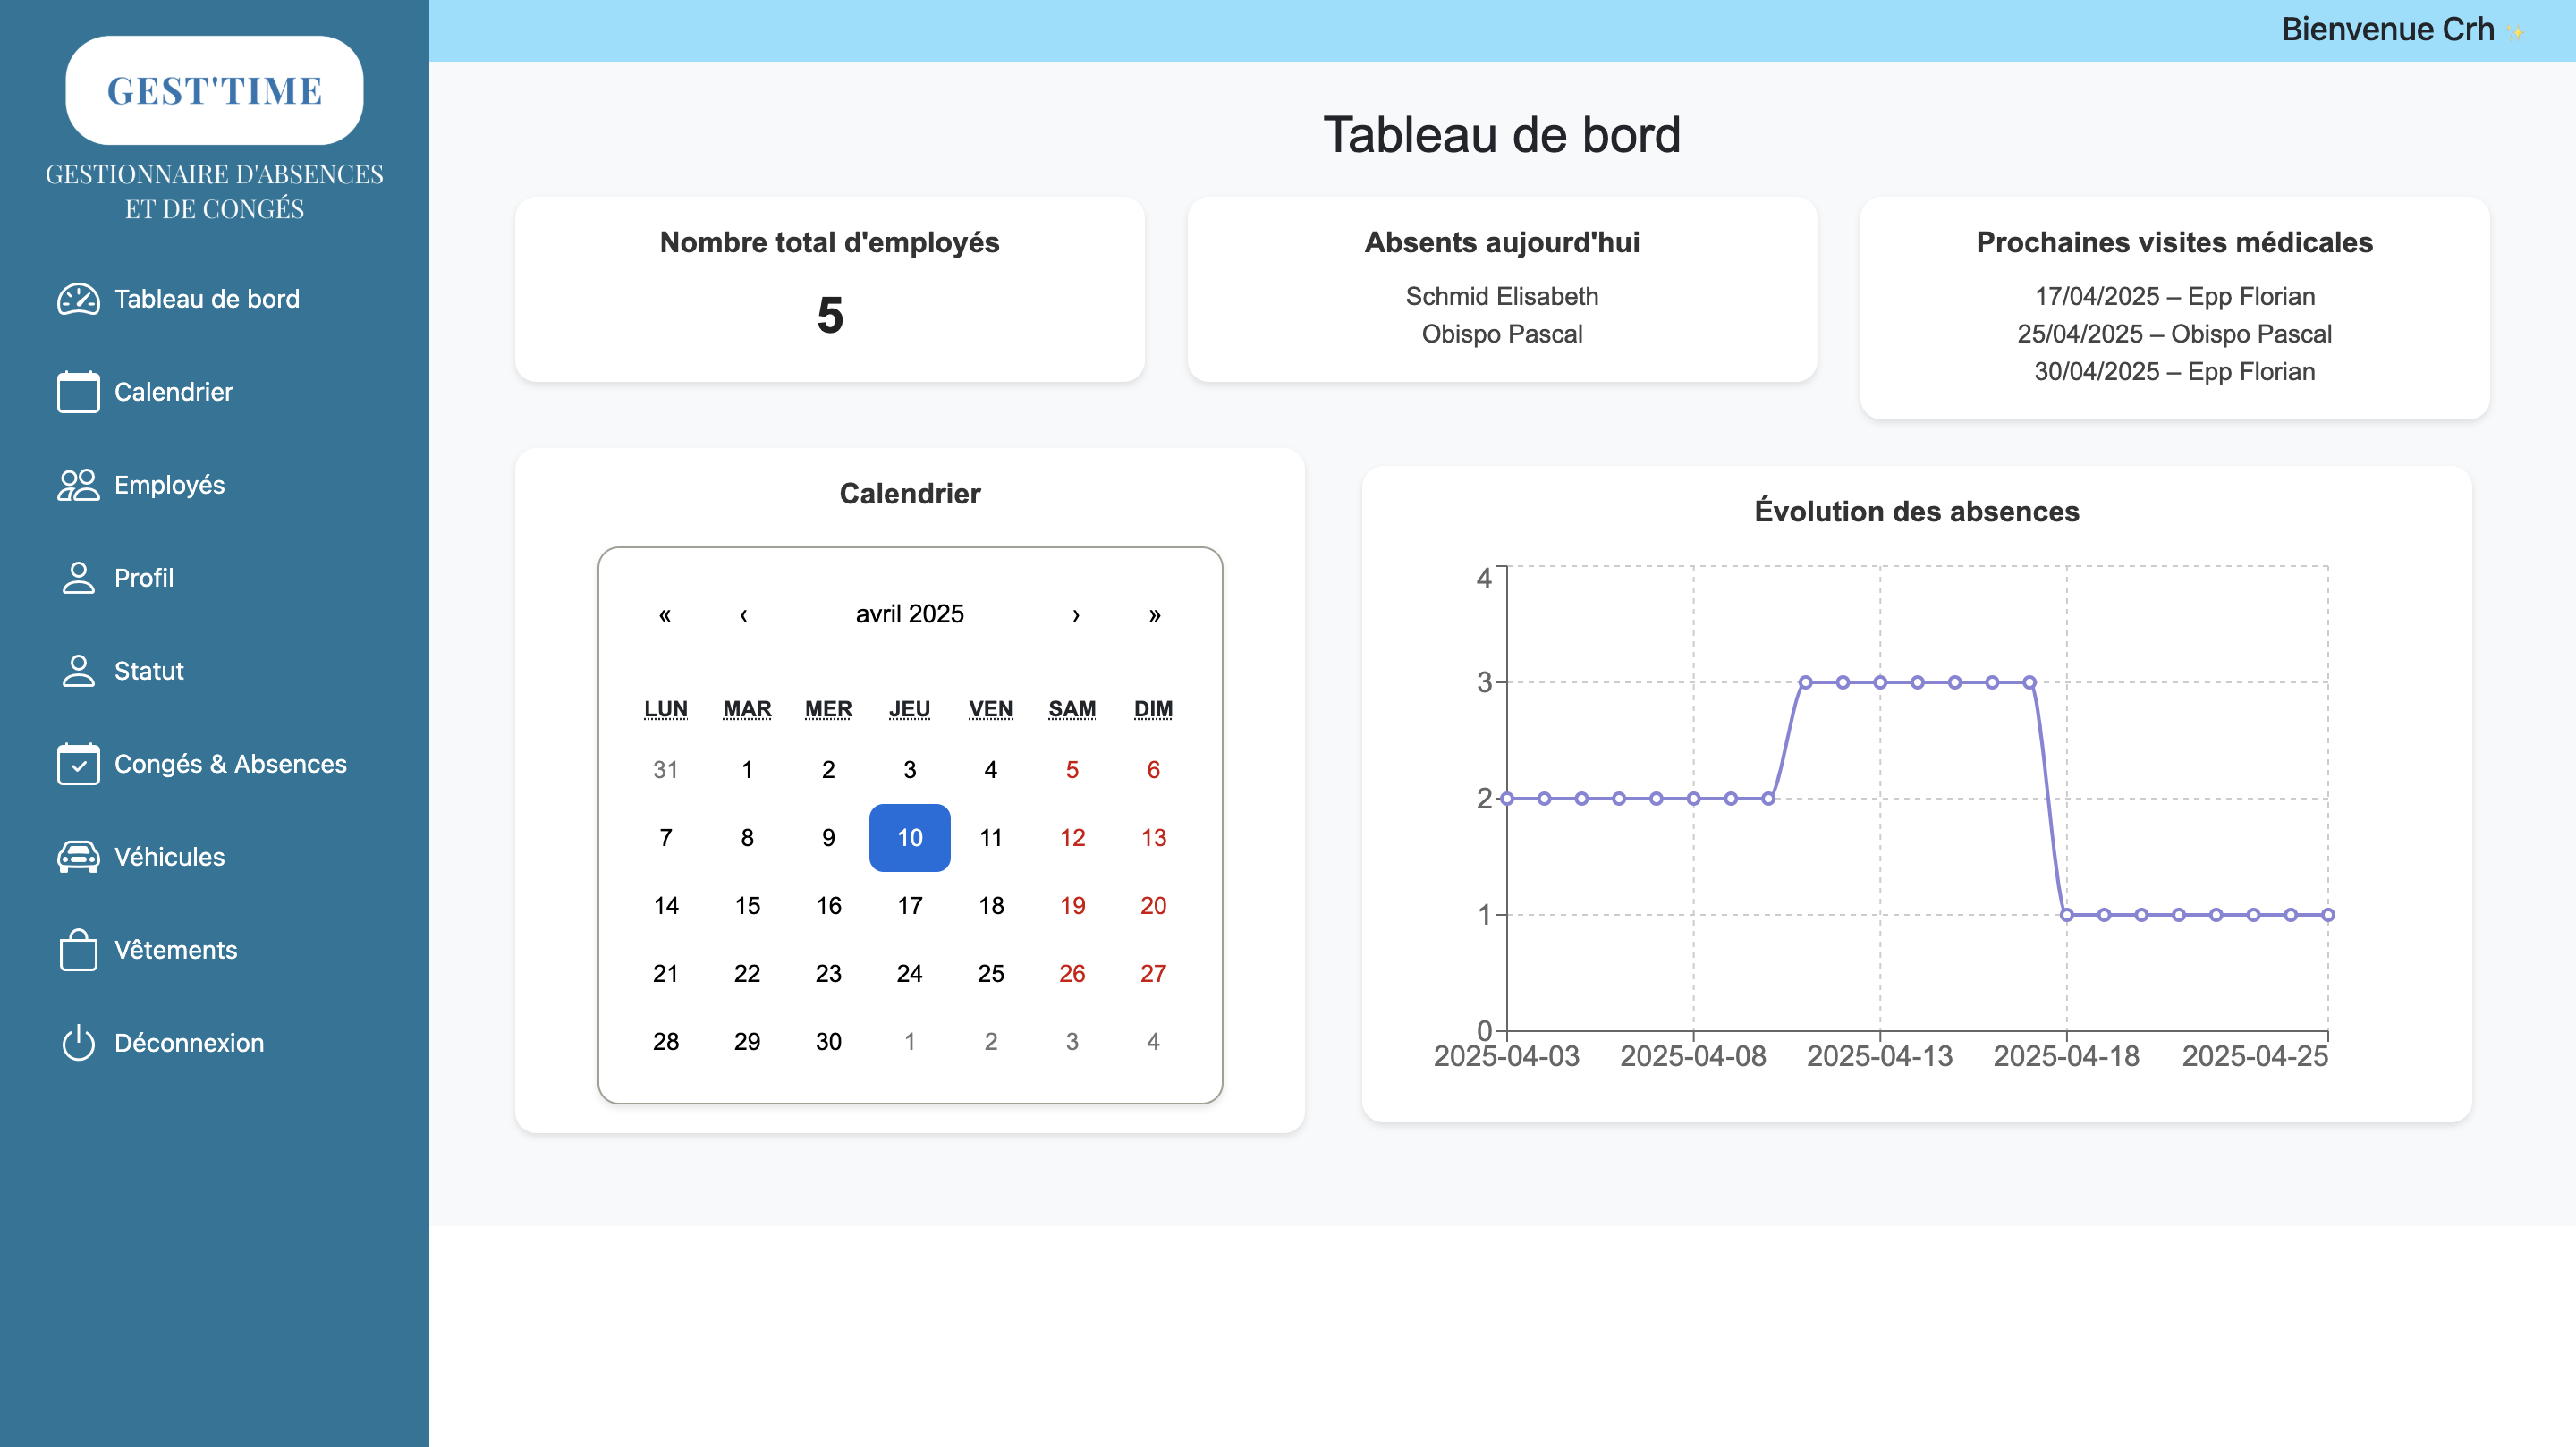 GEST'TIME
GESTIONNAIRE D'ABSENCES
ET DE CONGÉS
Tableau de bord
Calendrier
Employés
Profil
Statut
Congés & Absences
Véhicules
Vêtements
Déconnexion
Bienvenue Crh ✨
Tableau de bord
Nombre total d'employés
5
Absents aujourd'hui
Schmid Elisabeth
Obispo Pascal
Prochaines visites médicales
17/04/2025 – Epp Florian
25/04/2025 – Obispo Pascal
30/04/2025 – Epp Florian
Calendrier
« ‹ avril 2025 › »
LUN MAR MER JEU VEN SAM DIM
31 1 2 3 4 5 6
7 8 9 10 11 12 13
14 15 16 17 18 19 20
21 22 23 24 25 26 27
28 29 30 1 2 3 4
Évolution des absences
4
3
2
1
0
2025-04-03 2025-04-08 2025-04-13 2025-04-18 2025-04-25